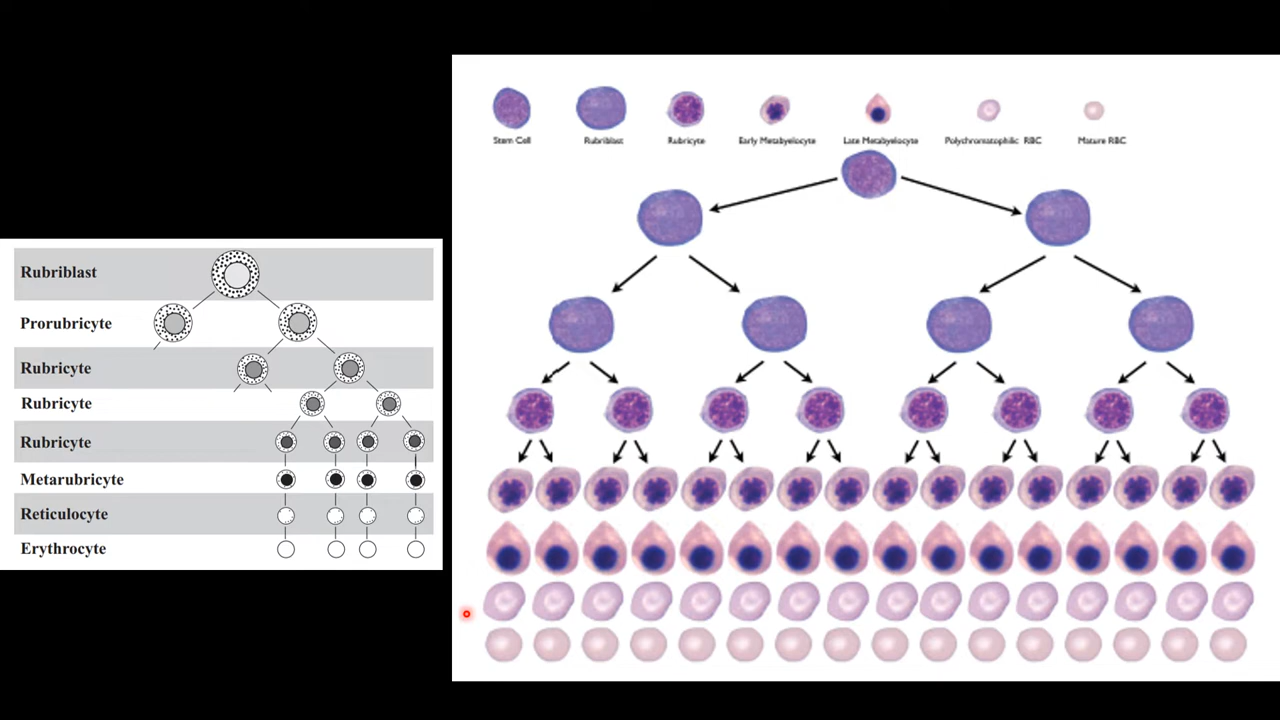 Rubriblast
Prorubricyte
Rubricyte
Rubricyte
Rubricyte
Metarubricyte
Reticulocyte
Erythrocyte
Stem Cell Rubriblast Rubricyte Early Metabyelocyte Late Metabyelocyte Polychromatophilic RBC Mature RBC